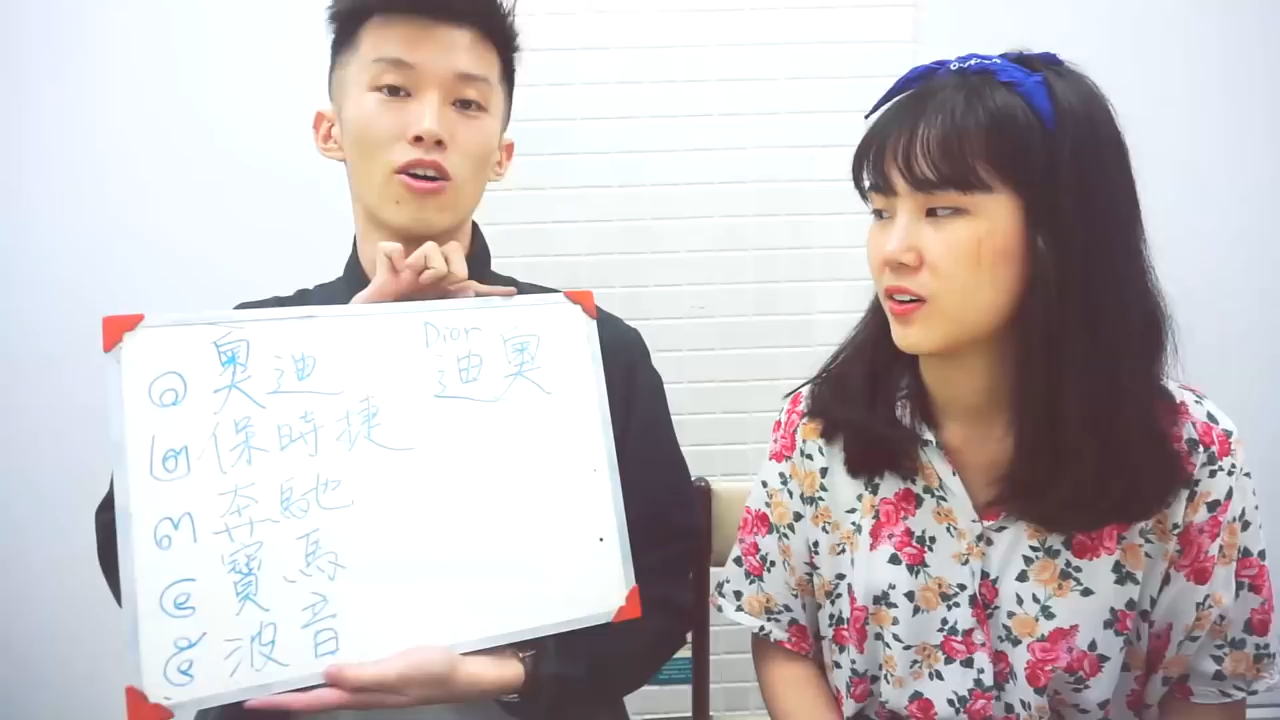 Dior
๑ 奧迪 迪奧
๒ 保時捷
๓ 奔馳
๔ 寶馬
๕ 波音